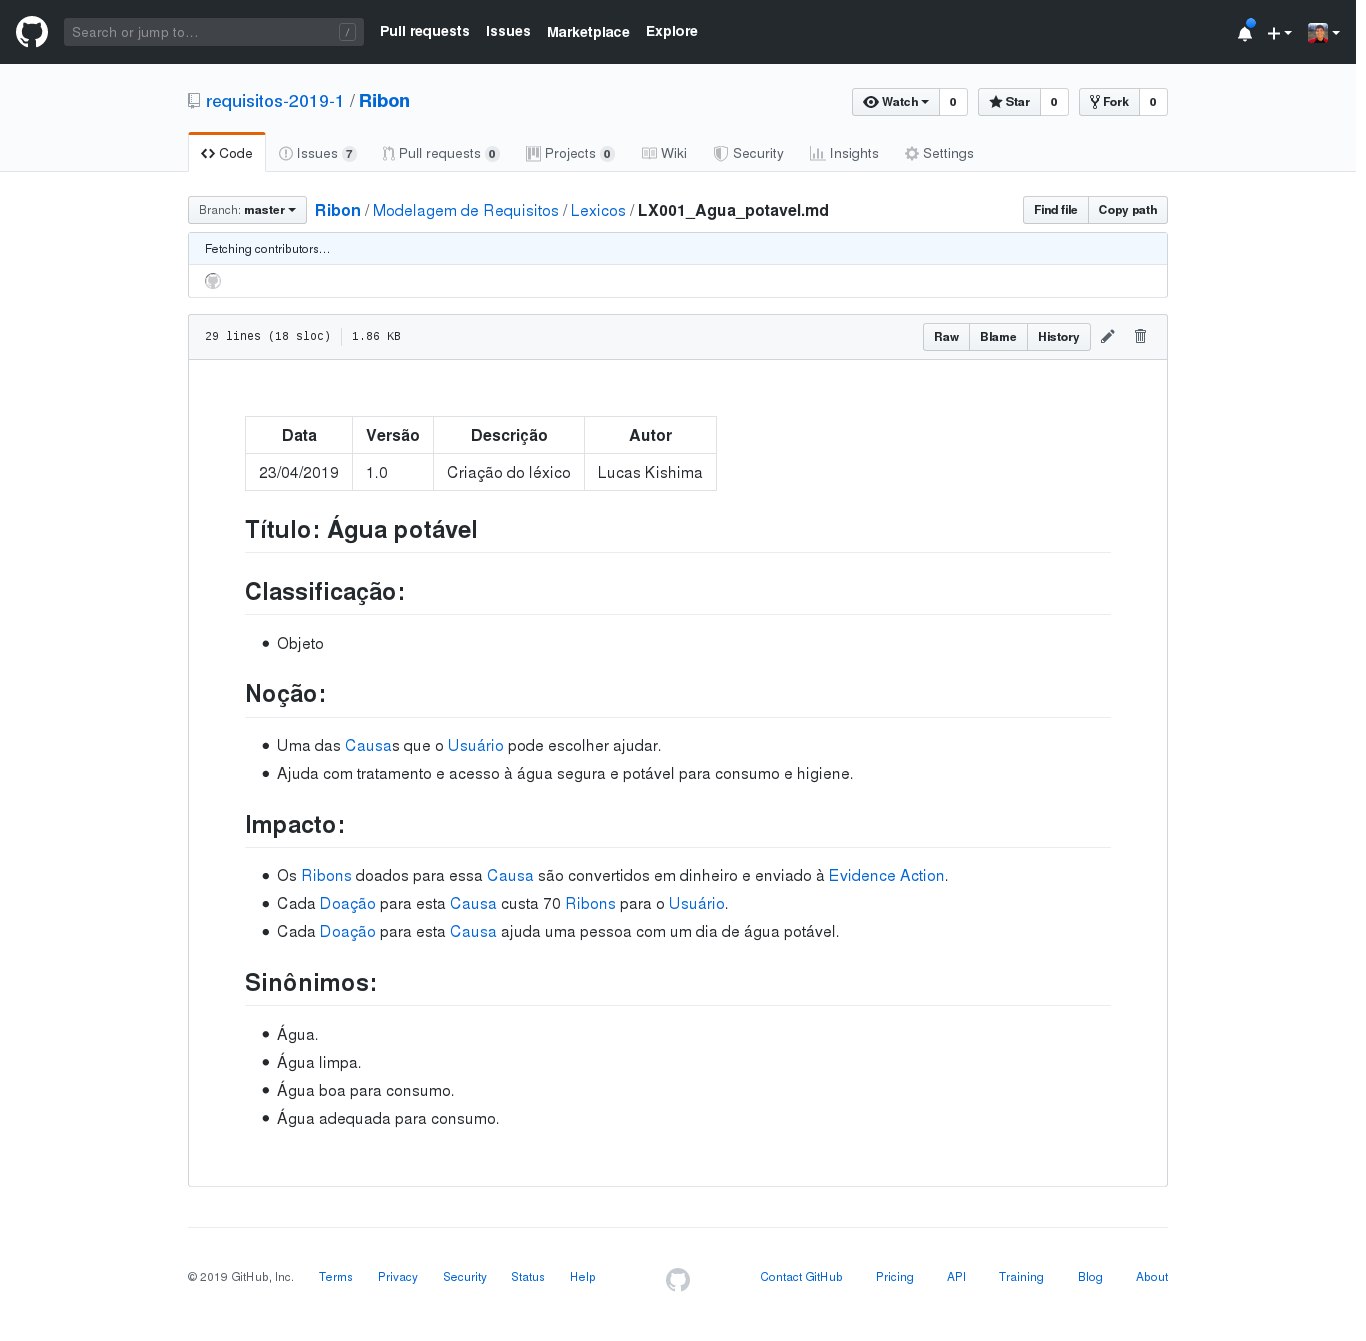 Search or jump to… /
Pull requests Issues Marketplace Explore
requisitos-2019-1 / Ribon
Watch 0 Star 0 Fork 0
Code Issues 7 Pull requests 0 Projects 0 Wiki Security Insights Settings
Branch: master Ribon / Modelagem de Requisitos / Lexicos / LX001_Agua_potavel.md Find file Copy path
Fetching contributors…
29 lines (18 sloc) 1.86 KB Raw Blame History
Data Versão Descrição Autor
23/04/2019 1.0 Criação do léxico Lucas Kishima
Título: Água potável
Classificação:
Objeto
Noção:
Uma das Causas que o Usuário pode escolher ajudar.
Ajuda com tratamento e acesso à água segura e potável para consumo e higiene.
Impacto:
Os Ribons doados para essa Causa são convertidos em dinheiro e enviado à Evidence Action.
Cada Doação para esta Causa custa 70 Ribons para o Usuário.
Cada Doação para esta Causa ajuda uma pessoa com um dia de água potável.
Sinônimos:
Água.
Água limpa.
Água boa para consumo.
Água adequada para consumo.
© 2019 GitHub, Inc. Terms Privacy Security Status Help Contact GitHub Pricing API Training Blog About